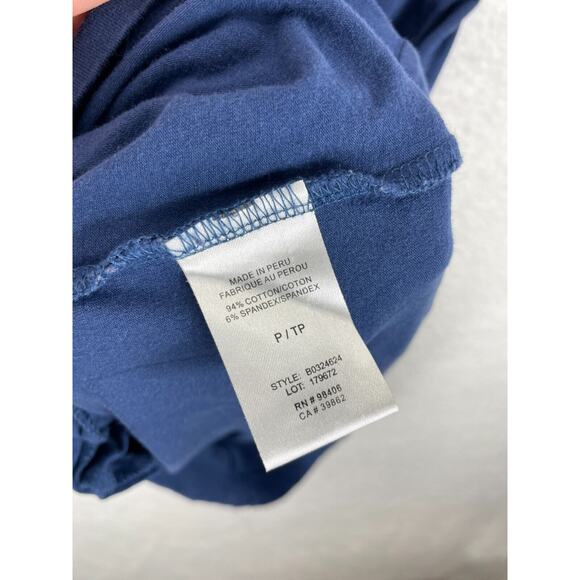 MADE IN PERU
FABRIQUE AU PEROU
94% COTTON/COTON
6% SPANDEX/SPANDEX
P / TP
STYLE: B0324624
LOT: 179672
RN # 98406
CA # 39862